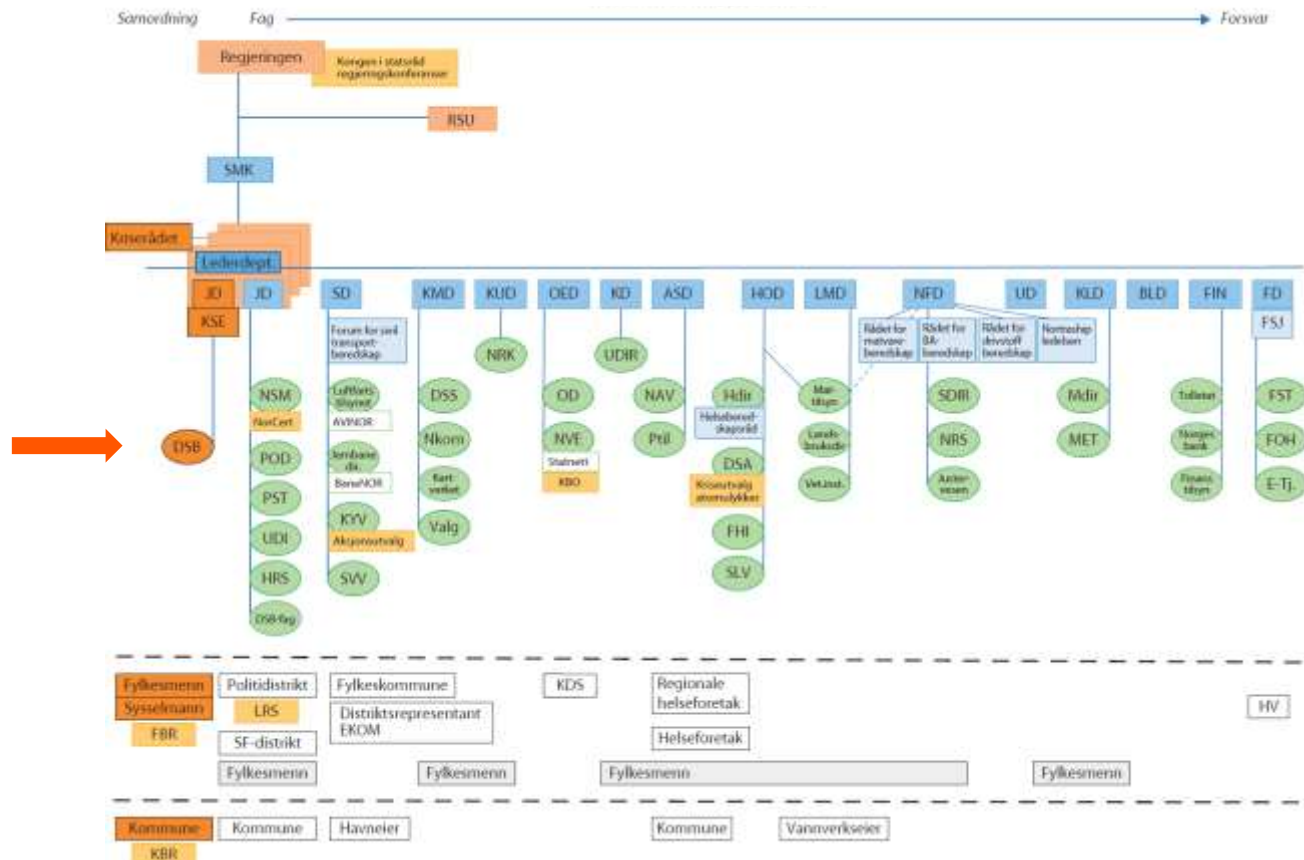 Samordning Fag Forsvar
Regjeringen
Kongen i statsråd
regjeringskonferanser
RSU
SMK
Kriserådet
Lederdept.
JD JD SD KMD KUD OED KD ASD HOD LMD NFD UD KLD BLD FIN FD
KSE FSJ
Forum for sivil
transport-
beredskap
Rådet for
matvare-
beredskap
Rådet for
BA-
beredskap
Rådet for
drivstoff
beredskap
Nortraship
ledelsen
NRK UDIR
NSM
NorCert
POD
PST
UDI
HRS
DSB-fag
DSB
Luftfarts
tilsynet
AVINOR
Jernbane
dir.
BaneNOR
KYV
Aksjonsutvalg
SVV
DSS
Nkom
Kart-
verket
Valg
OD
NVE
Statnett
KBO
NAV
Ptil
Hdir
Helsebered-
skapsråd
DSA
Kriseutvalg
atomulykker
FHI
SLV
Mat-
tilsyn
Lands-
bruksdir
Vet.inst.
SDIR
NRS
Juster-
vesen
Mdir
MET
Tolletat
Norges
bank
Finans
tilsyn
FST
FOH
E-Tj.
Fylkesmenn Politidistrikt Fylkeskommune KDS Regionale
helseforetak
Sysselmann LRS Distriktsrepresentant
EKOM
HV
FBR SF-distrikt Helseforetak
Fylkesmenn Fylkesmenn Fylkesmenn Fylkesmenn
Kommune Kommune Havneier Kommune Vannverkseier
KBR